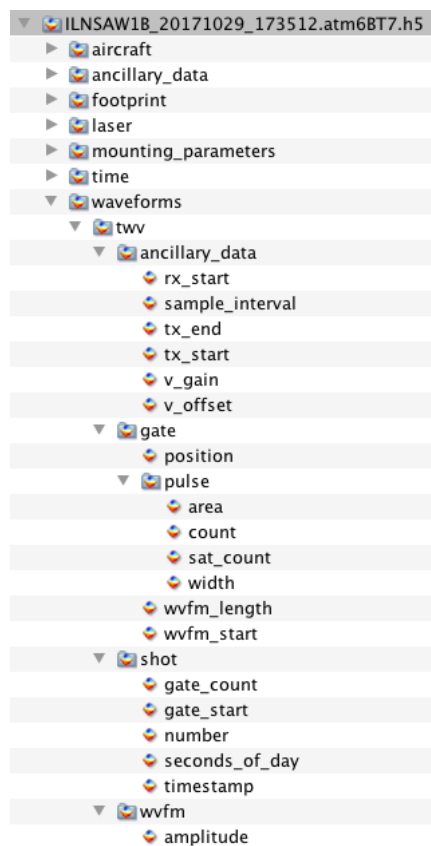 ILNSAW1B_20171029_173512.atm6BT7.h5
aircraft
ancillary_data
footprint
laser
mounting_parameters
time
waveforms
twv
ancillary_data
rx_start
sample_interval
tx_end
tx_start
v_gain
v_offset
gate
position
pulse
area
count
sat_count
width
wvfm_length
wvfm_start
shot
gate_count
gate_start
number
seconds_of_day
timestamp
wvfm
amplitude